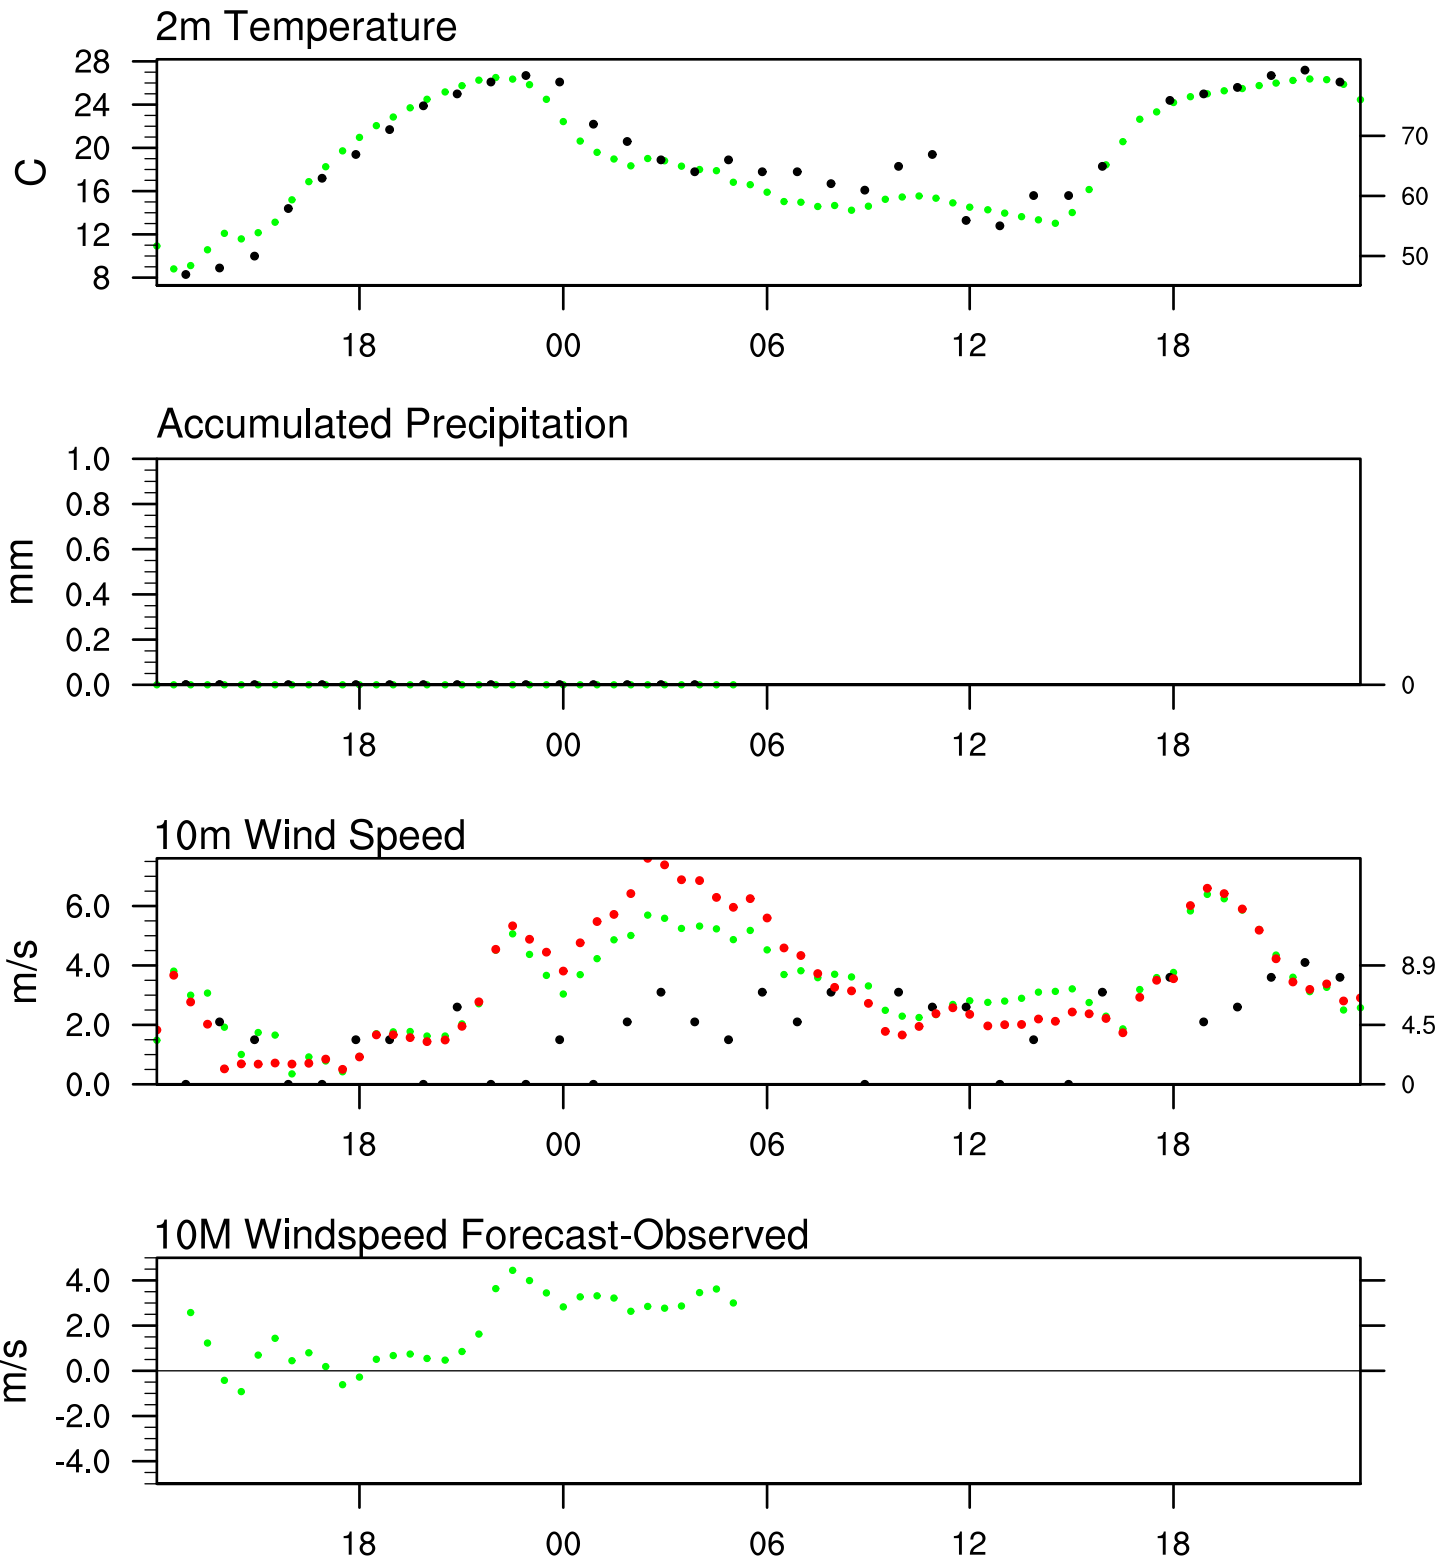 2m Temperature
28
24
20
16
12
8
C
70
60
50
18 00 06 12 18
Accumulated Precipitation
1.0
0.8
0.6
0.4
0.2
0.0
mm
0
18 00 06 12 18
10m Wind Speed
6.0
4.0
2.0
0.0
m/s
8.9
4.5
0
18 00 06 12 18
10M Windspeed Forecast-Observed
4.0
2.0
0.0
-2.0
-4.0
m/s
18 00 06 12 18